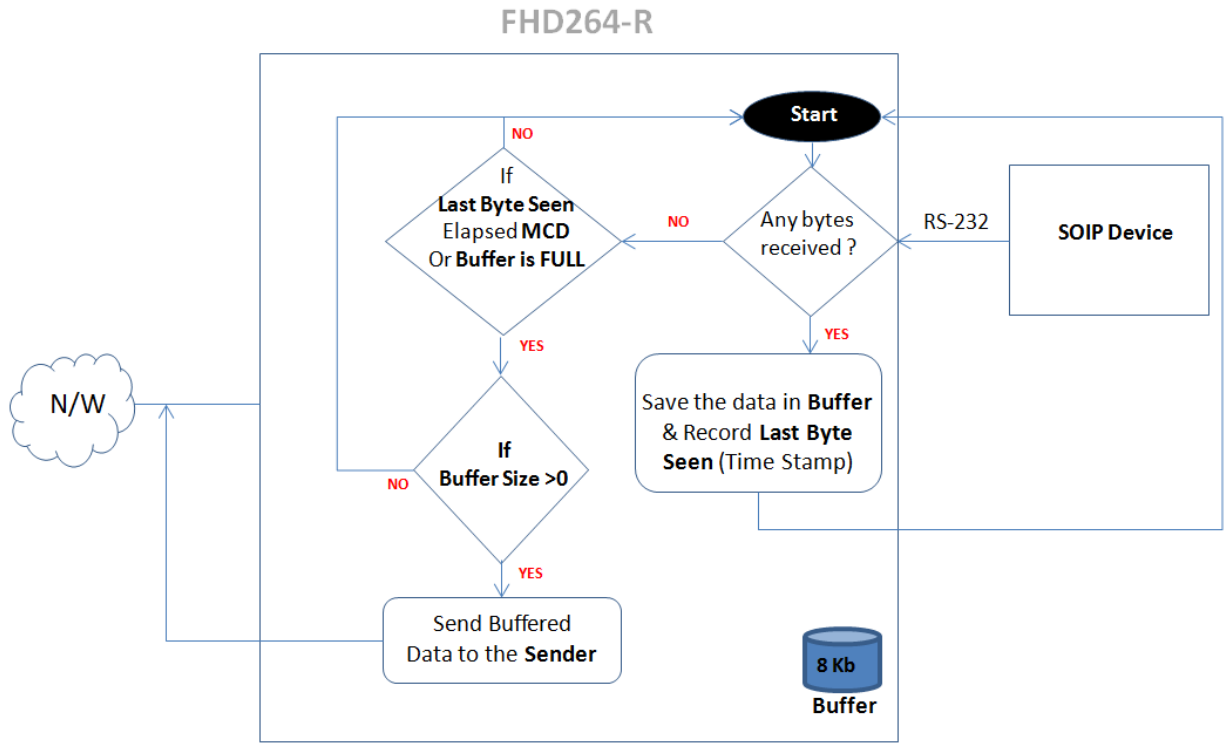 FHD264-R
Start
NO
If
Last Byte Seen
Elapsed MCD
Or Buffer is FULL
NO
Any bytes
received ?
RS-232
SOIP Device
YES
YES
N/W
Save the data in Buffer
& Record Last Byte
Seen (Time Stamp)
If
Buffer Size >0
NO
YES
Send Buffered
Data to the Sender
8 Kb
Buffer